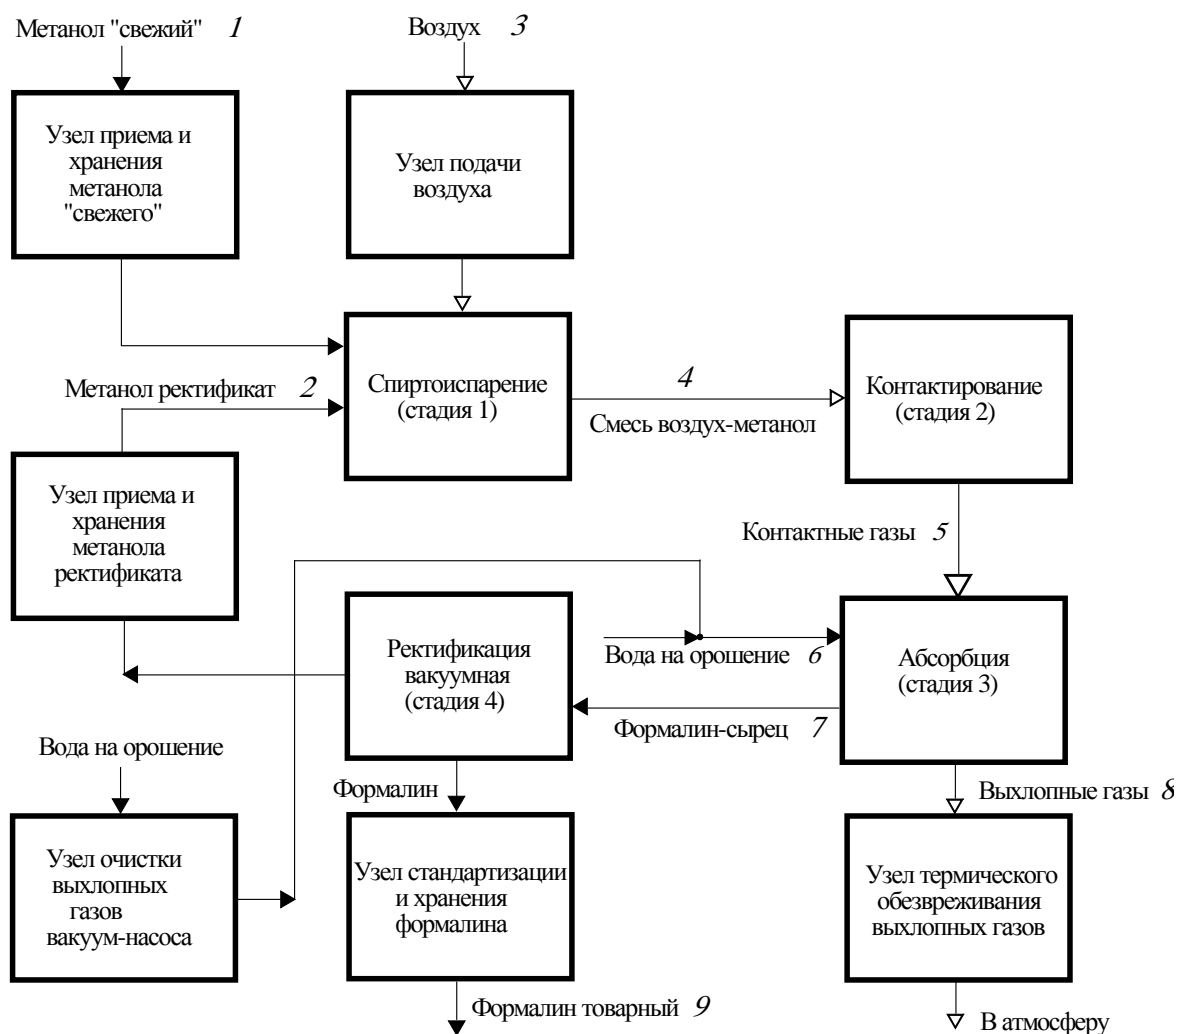 Метанол "свежий" 1
Воздух 3
Узел приема и
хранения
метанола
"свежего"
Узел подачи
воздуха
Метанол ректификат 2
Спиртоиспарение
(стадия 1)
4
Смесь воздух-метанол
Контактирование
(стадия 2)
Узел приема и
хранения
метанола
ректификата
Контактные газы 5
Ректификация
вакуумная
(стадия 4)
Вода на орошение 6
Абсорбция
(стадия 3)
Формалин-сырец 7
Вода на орошение
Формалин
Выхлопные газы 8
Узел очистки
выхлопных
газов
вакуум-насоса
Узел стандартизации
и хранения
формалина
Узел термического
обезвреживания
выхлопных газов
Формалин товарный 9
В атмосферу